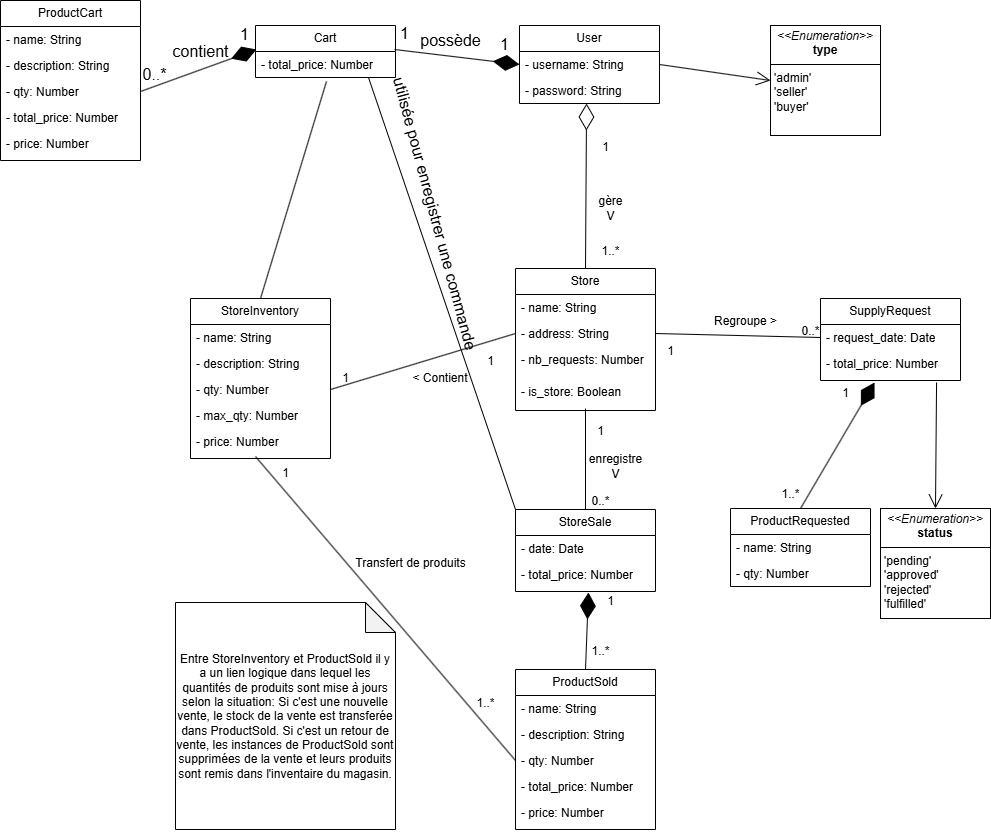 ProductCart
- name: String
- description: String
- qty: Number
- total_price: Number
- price: Number
contient
1
0..*
Cart
- total_price: Number
1
possède
1
User
- username: String
- password: String
<<Enumeration>>
type
'admin'
'seller'
'buyer'
utilisée pour enregistrer une commande
1
gère
V
1..*
Store
- name: String
- address: String
- nb_requests: Number
- is_store: Boolean
StoreInventory
- name: String
- description: String
- qty: Number
- max_qty: Number
- price: Number
1
< Contient
1
Regroupe >
1
0..*
SupplyRequest
- request_date: Date
- total_price: Number
1
1..*
ProductRequested
- name: String
- qty: Number
<<Enumeration>>
status
'pending'
'approved'
'rejected'
'fulfilled'
1
enregistre
V
0..*
StoreSale
- date: Date
- total_price: Number
1
1..*
1
Transfert de produits
1..*
ProductSold
- name: String
- description: String
- qty: Number
- total_price: Number
- price: Number
Entre StoreInventory et ProductSold il y
a un lien logique dans lequel les
quantités de produits sont mise à jours
selon la situation: Si c'est une nouvelle
vente, le stock de la vente est transferée
dans ProductSold. Si c'est un retour de
vente, les instances de ProductSold sont
supprimées de la vente et leurs produits
sont remis dans l'inventaire du magasin.